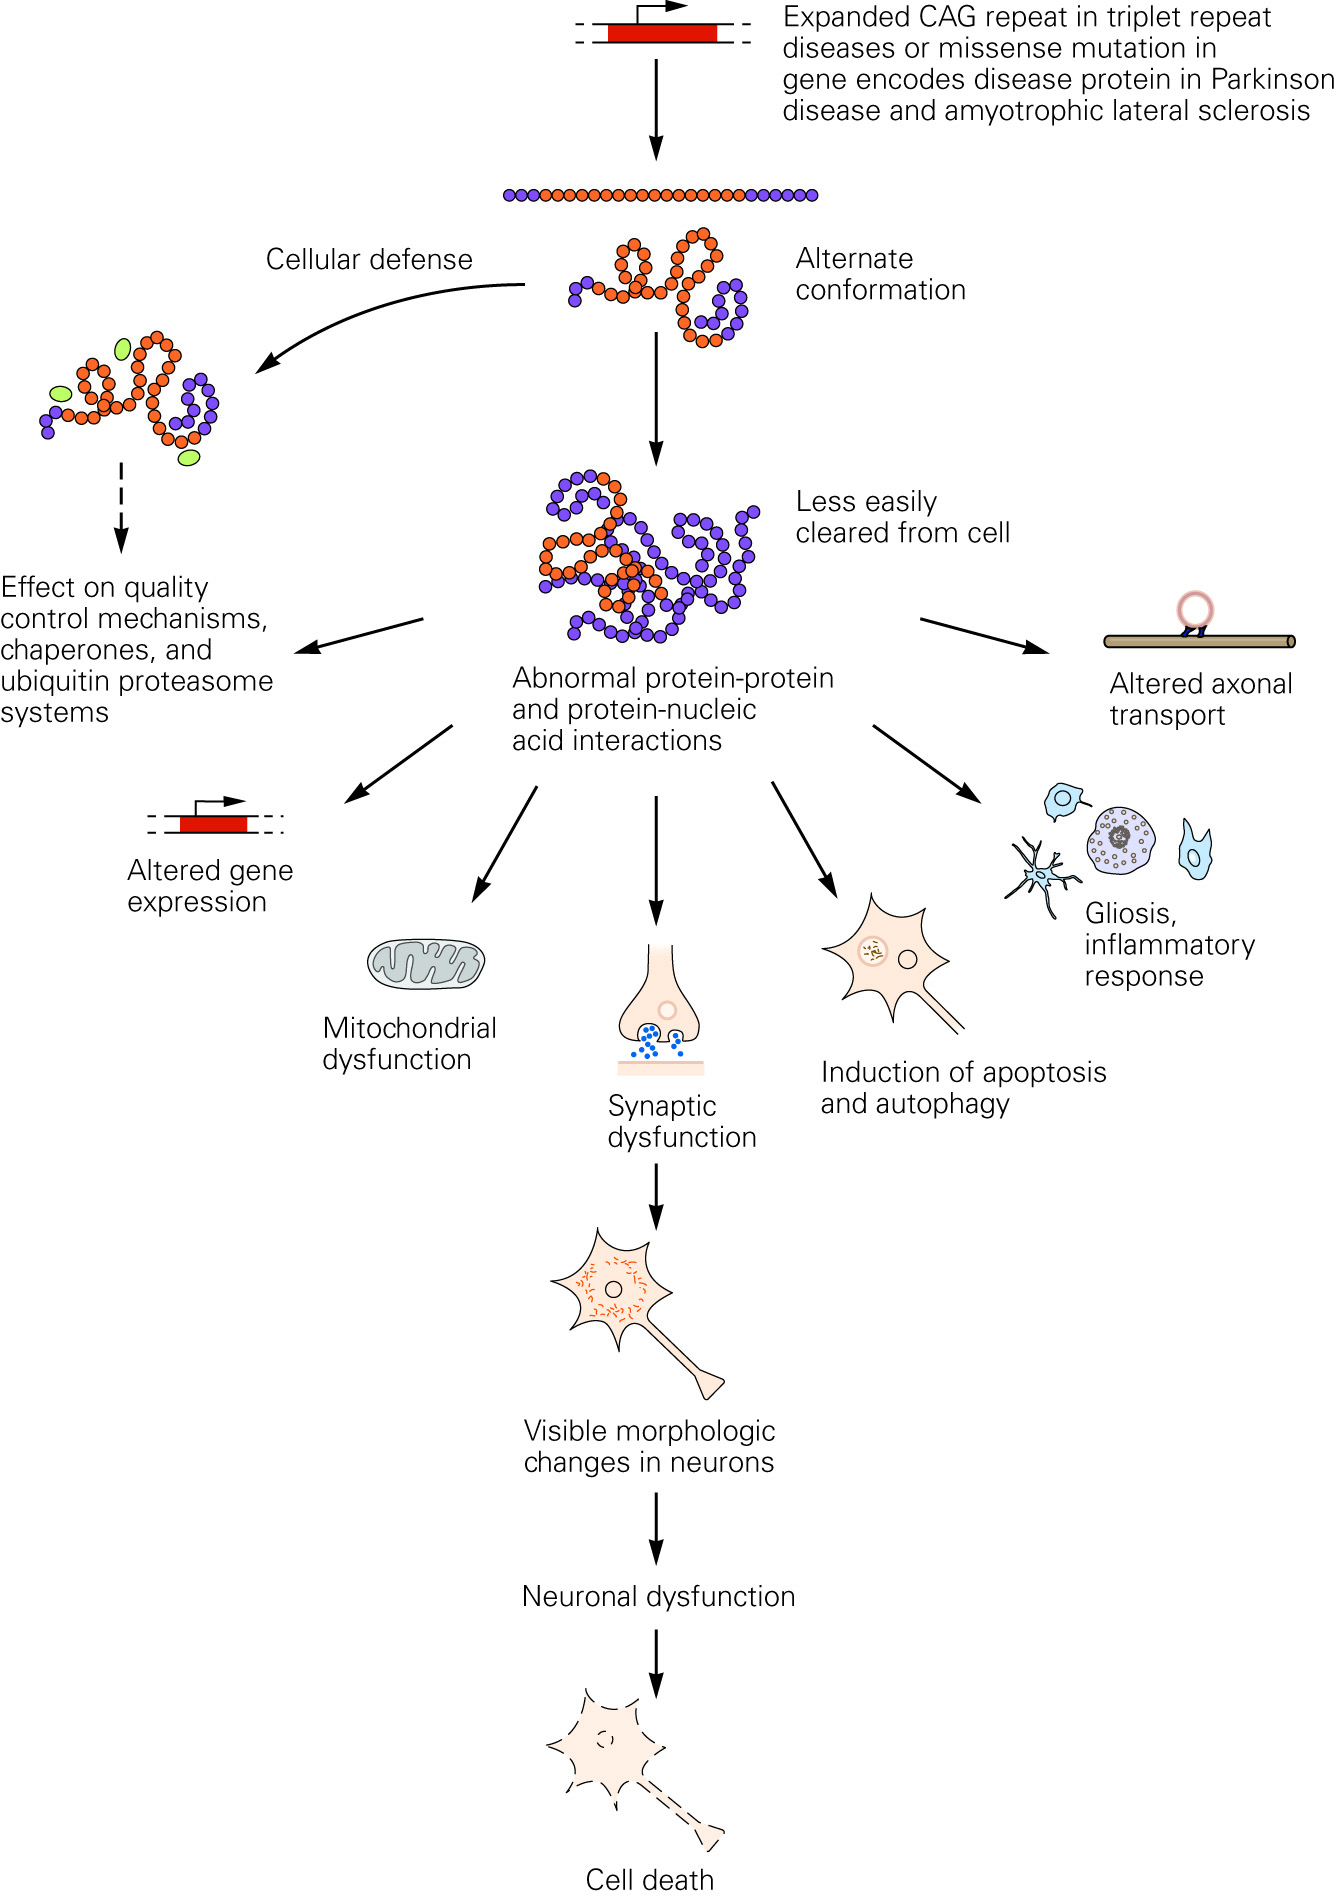 Expanded CAG repeat in triplet repeat
diseases or missense mutation in
gene encodes disease protein in Parkinson
disease and amyotrophic lateral sclerosis
Cellular defense
Alternate
conformation
Less easily
cleared from cell
Effect on quality
control mechanisms,
chaperones, and
ubiquitin proteasome
systems
Abnormal protein-protein
and protein-nucleic
acid interactions
Altered axonal
transport
Altered gene
expression
Gliosis,
inflammatory
response
Mitochondrial
dysfunction
Induction of apoptosis
and autophagy
Synaptic
dysfunction
Visible morphologic
changes in neurons
Neuronal dysfunction
Cell death